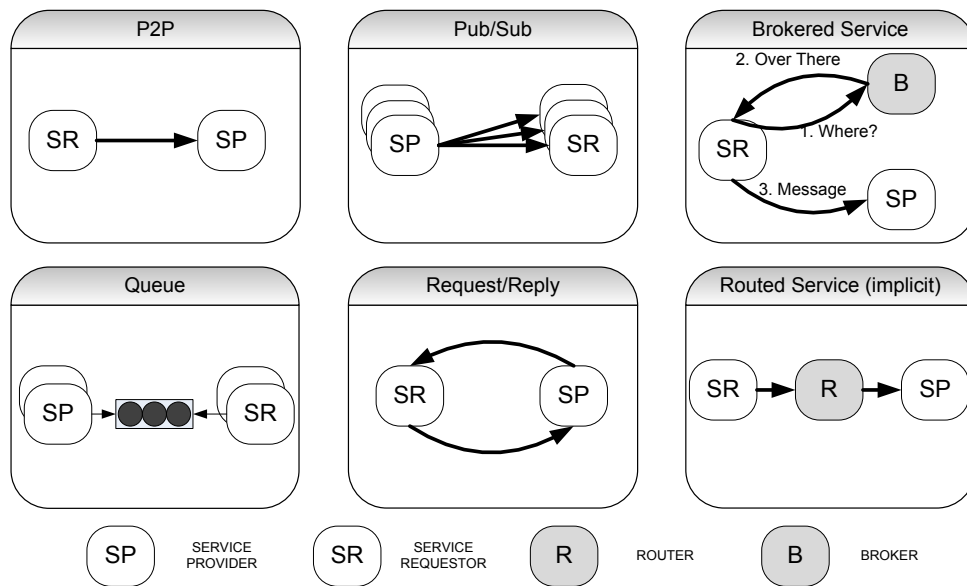 P2P
SR
SP
Pub/Sub
SP
SR
Brokered Service
2. Over There
B
1. Where?
SR
3. Message
SP
Queue
SP
SR
Request/Reply
SR
SP
Routed Service (implicit)
SR
R
SP
SP
SERVICE
PROVIDER
SR
SERVICE
REQUESTOR
R
ROUTER
B
BROKER